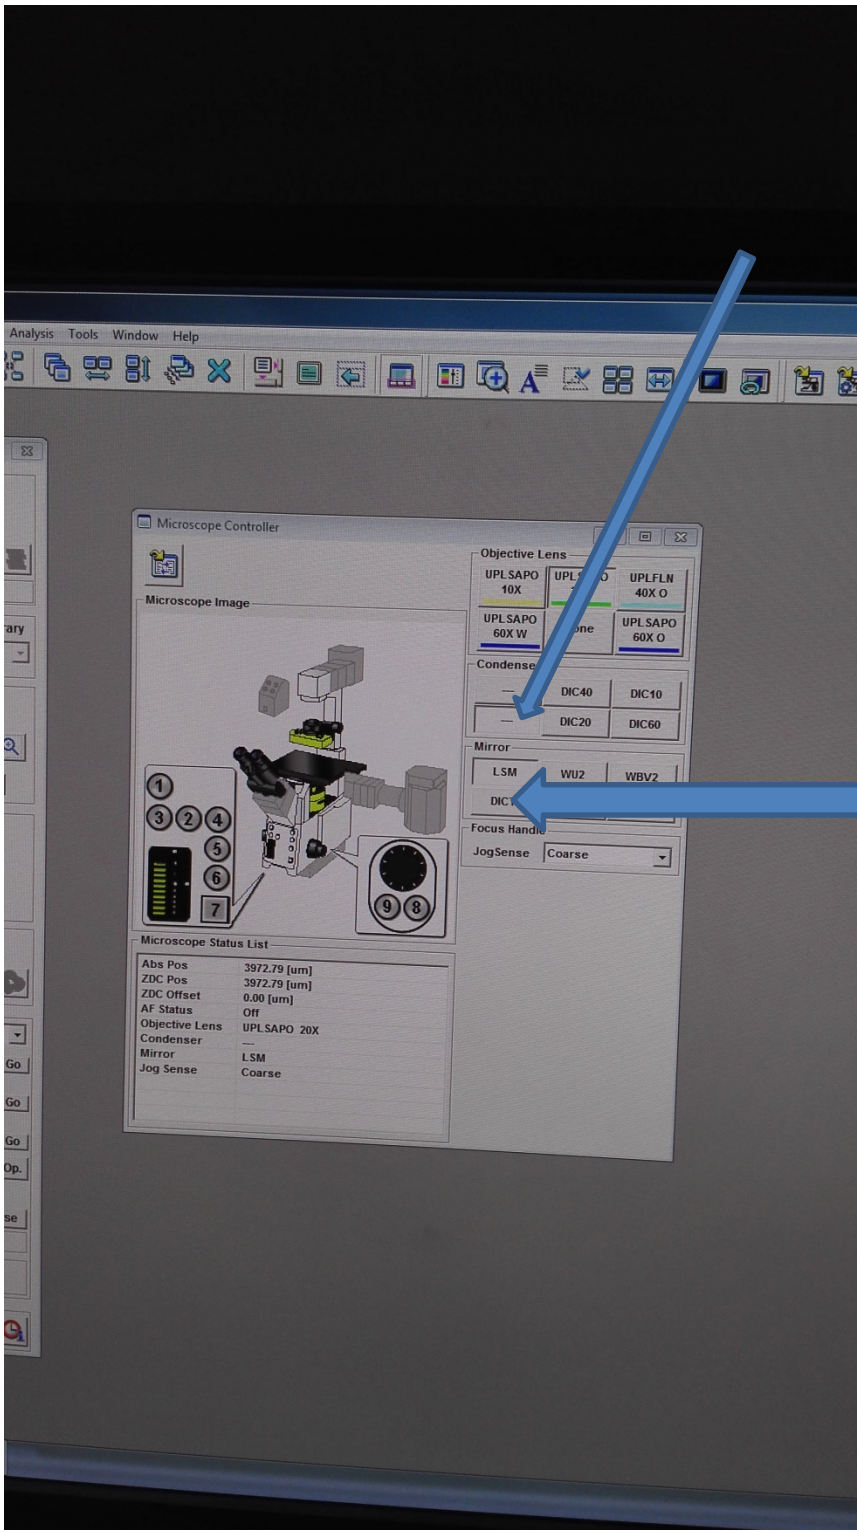 Analysis Tools Window Help
Microscope Controller
Objective Lens
UPLSAPO
10X
UPLFLN
40X O
UPLSAPO
60X W
UPLSAPO
60X O
Microscope Image
Condense
---
DIC40
DIC10
---
DIC20
DIC60
Mirror
LSM
WU2
WBV2
Focus Handle
JogSense
Coarse
1
3 2 4
5
6
7
9 8
Microscope Status List
Abs Pos 3972.79 [um]
ZDC Pos 3972.79 [um]
ZDC Offset 0.00 [um]
AF Status Off
Objective Lens UPLSAPO 20X
Condenser ---
Mirror LSM
Jog Sense Coarse
Go
Go
Go
Op.